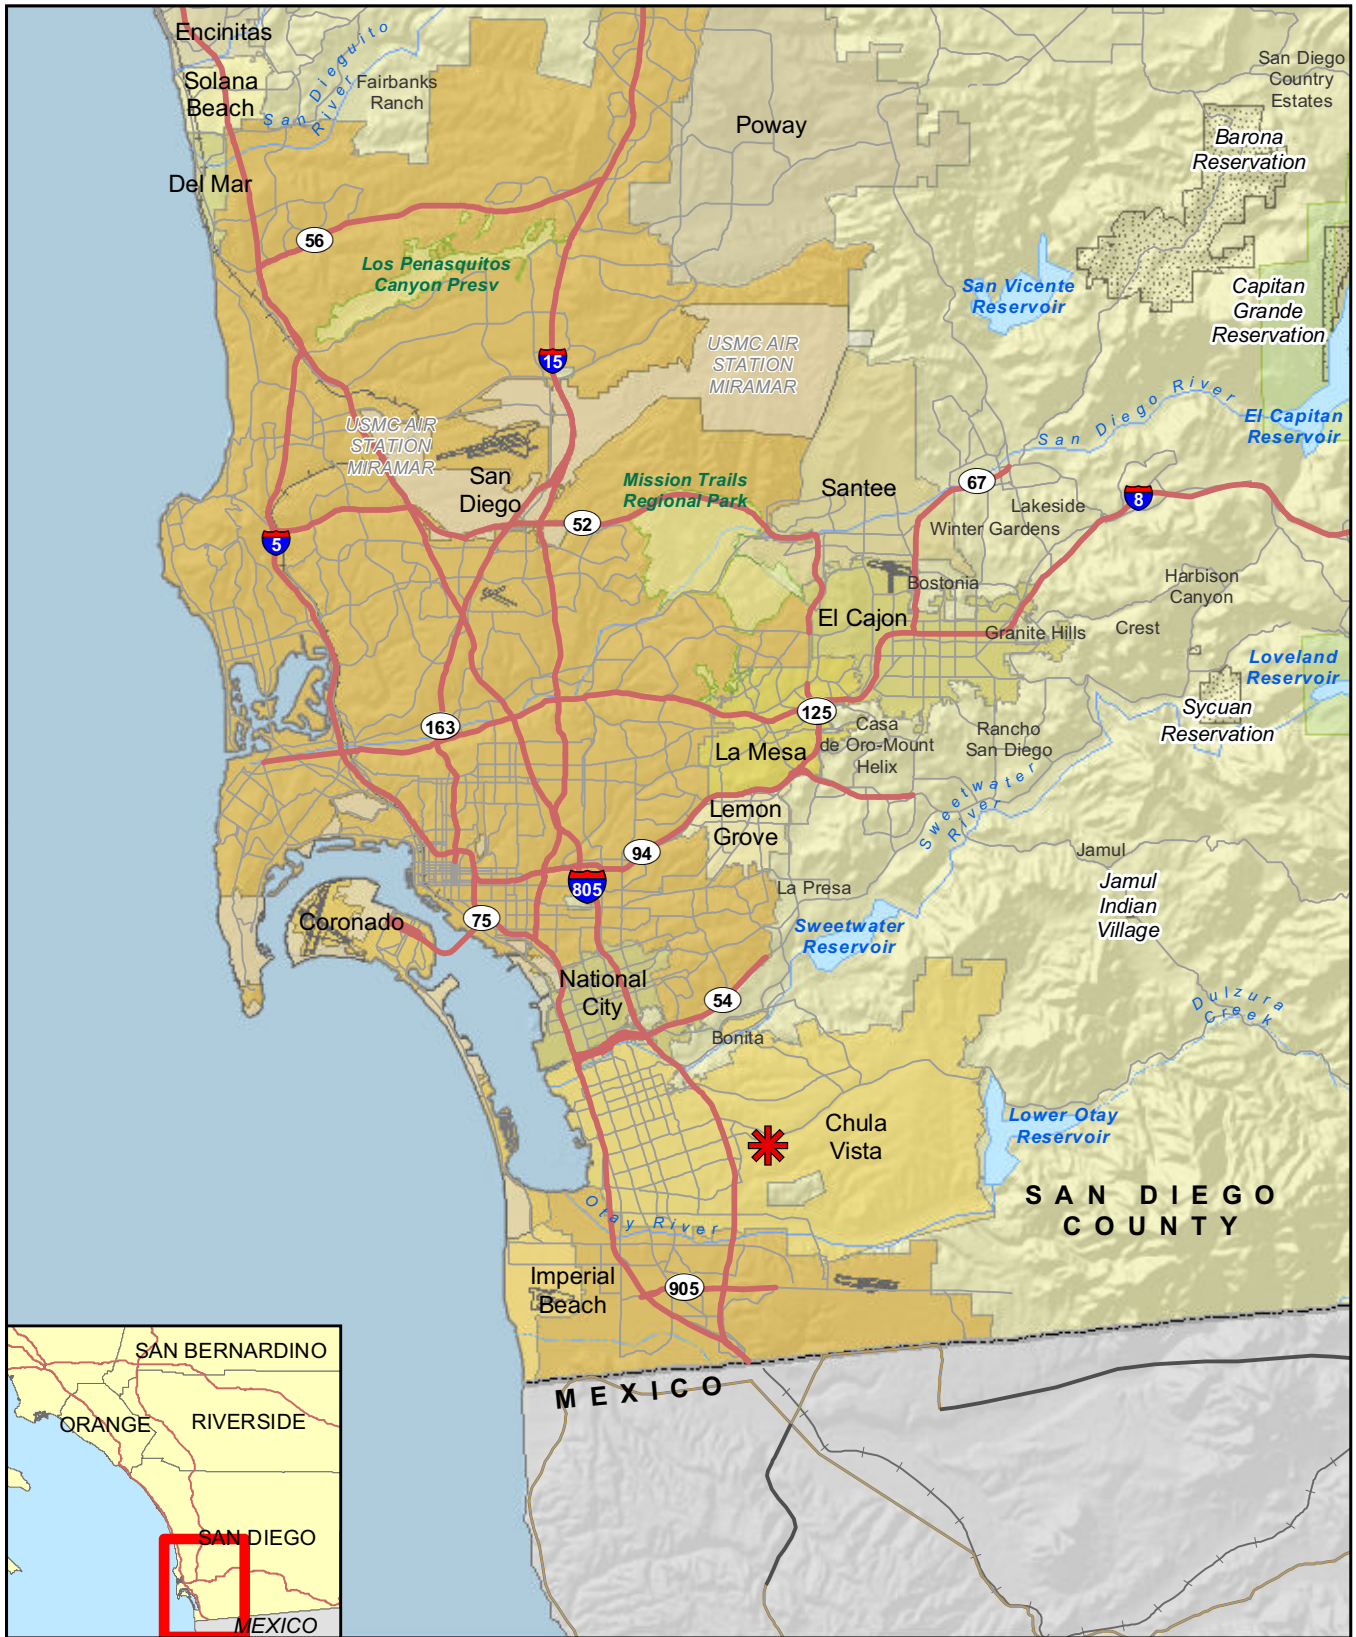 Encinitas
Solana
Beach
San Dieguito
River
Fairbanks
Ranch
Del Mar
Poway
San Diego
Country
Estates
Barona
Reservation
56
Los Penasquitos
Canyon Presv
San Vicente
Reservoir
Capitan
Grande
Reservation
15
USMC AIR
STATION
MIRAMAR
USMC AIR
STATION
MIRAMAR
San Diego River
El Capitan
Reservoir
San
Diego
Mission Trails
Regional Park
Santee
67
8
Lakeside
Winter Gardens
52
5
Bostonia
Harbison
Canyon
El Cajon
Granite Hills
Crest
Loveland
Reservoir
Sycuan
Reservation
163
125
Casa
de Oro-Mount
Helix
Rancho
San Diego
La Mesa
Sweetwater
River
Lemon
Grove
94
Jamul
805
La Presa
Jamul
Indian
Village
Coronado
75
Sweetwater
Reservoir
National
City
54
Dulzura
Creek
Bonita
Chula
Vista
Lower Otay
Reservoir
SAN DIEGO
COUNTY
Otay River
Imperial
Beach
905
MEXICO
SAN BERNARDINO
ORANGE
RIVERSIDE
SAN DIEGO
MEXICO